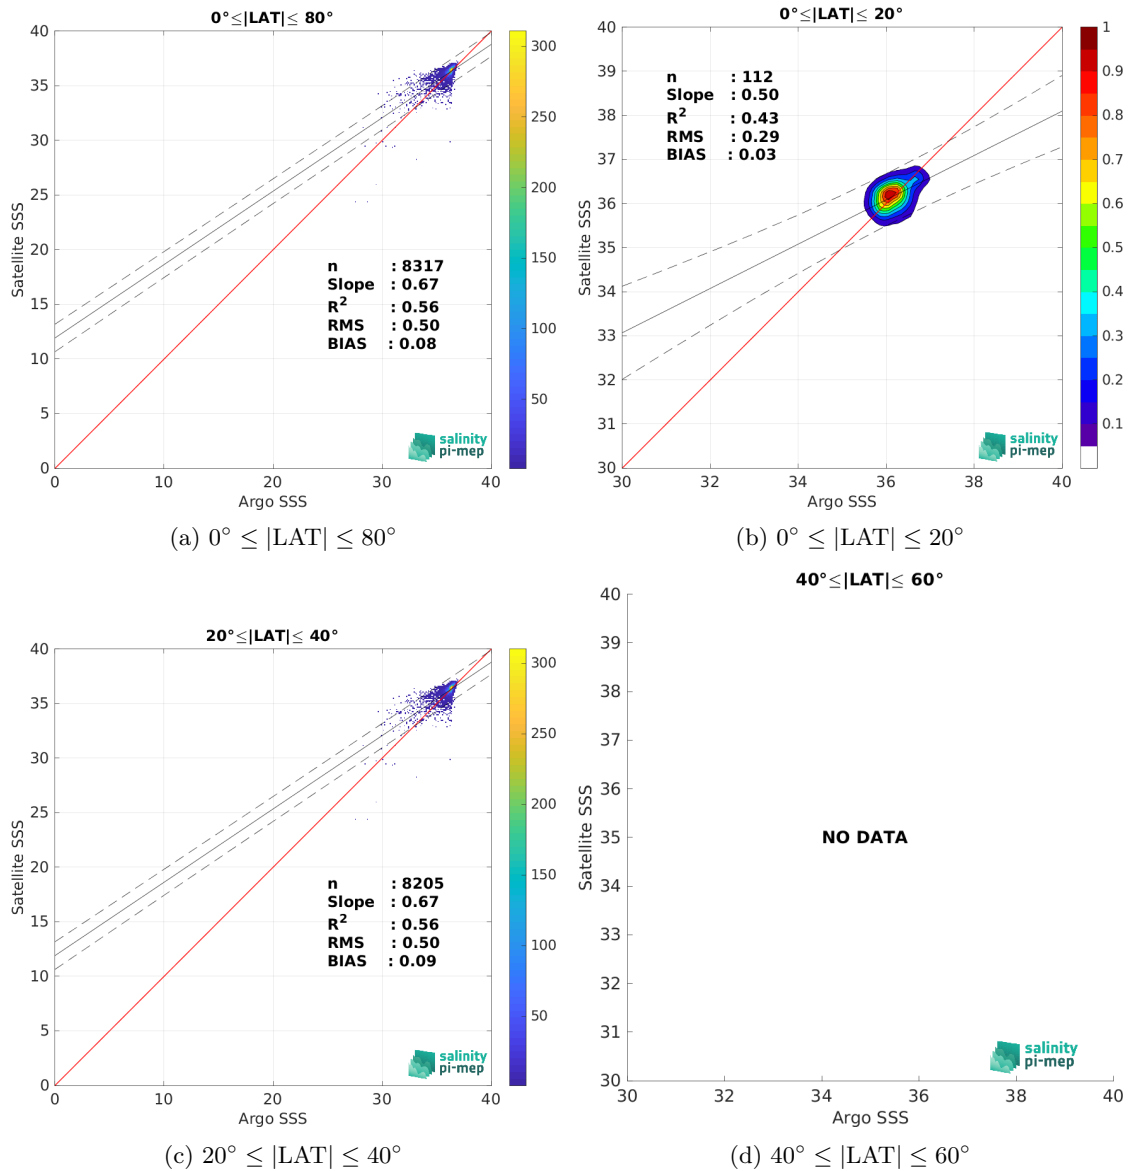 0°≤|LAT|≤ 80°
40
35
30
25
20
15
10
5
0
Satellite SSS
n : 8317
Slope : 0.67
R² : 0.56
RMS : 0.50
BIAS : 0.08
salinity
pi-mep
0 10 20 30 40
Argo SSS
300
250
200
150
100
50
(a) 0° ≤ |LAT| ≤ 80°
0°≤|LAT|≤ 20°
40
39
38
37
36
35
34
33
32
31
30
Satellite SSS
n : 112
Slope : 0.50
R² : 0.43
RMS : 0.29
BIAS : 0.03
salinity
pi-mep
30 32 34 36 38 40
Argo SSS
1
0.9
0.8
0.7
0.6
0.5
0.4
0.3
0.2
0.1
(b) 0° ≤ |LAT| ≤ 20°
20°≤|LAT|≤ 40°
40
35
30
25
20
15
10
5
0
Satellite SSS
n : 8205
Slope : 0.67
R² : 0.56
RMS : 0.50
BIAS : 0.09
salinity
pi-mep
0 10 20 30 40
Argo SSS
300
250
200
150
100
50
(c) 20° ≤ |LAT| ≤ 40°
40°≤|LAT|≤ 60°
40
39
38
37
36
35
34
33
32
31
30
Satellite SSS
NO DATA
salinity
pi-mep
30 32 34 36 38 40
Argo SSS
(d) 40° ≤ |LAT| ≤ 60°